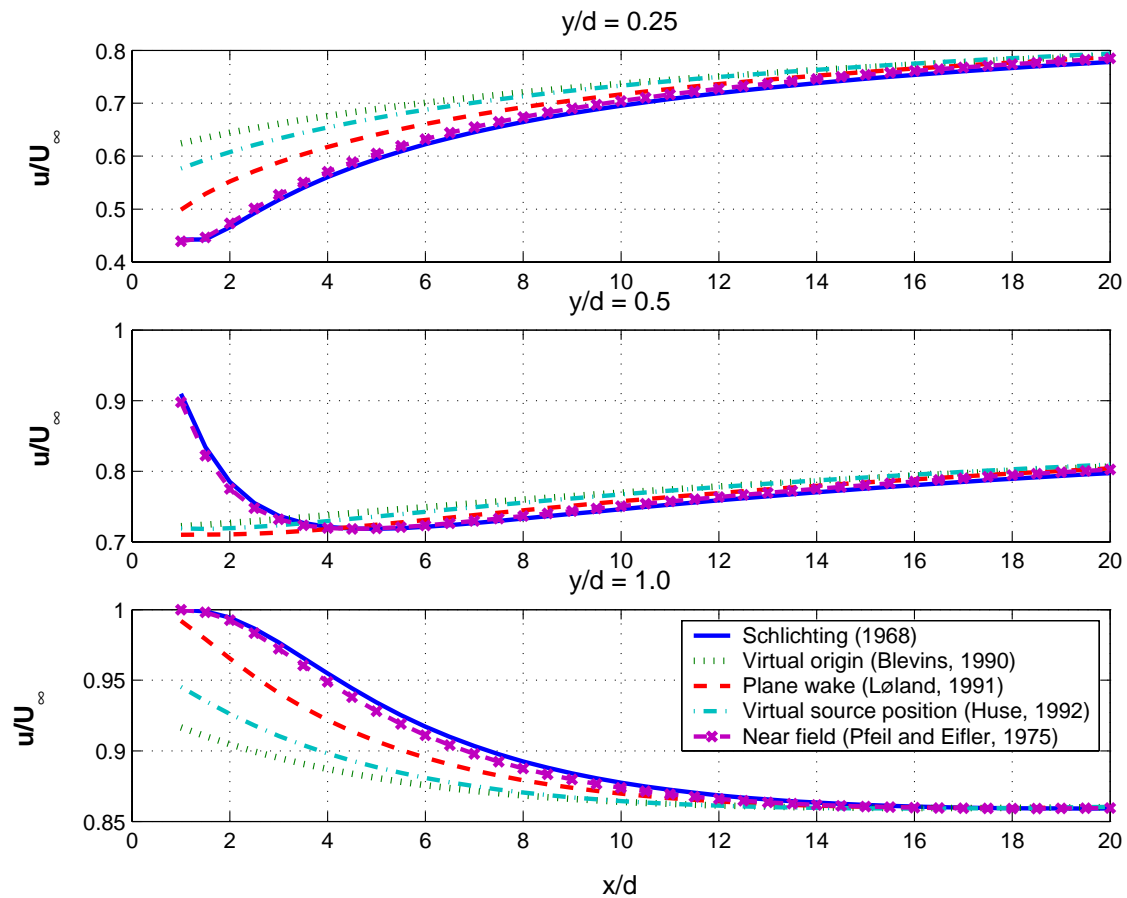 y/d = 0.25
0.8
0.7
0.6
0.5
0.4
u/U∞
0 2 4 6 8 10 12 14 16 18 20
y/d = 0.5
1
0.9
0.8
0.7
u/U∞
0 2 4 6 8 10 12 14 16 18 20
y/d = 1.0
1
0.95
0.9
0.85
u/U∞
Schlichting (1968)
Virtual origin (Blevins, 1990)
Plane wake (Løland, 1991)
Virtual source position (Huse, 1992)
Near field (Pfeil and Eifler, 1975)
0 2 4 6 8 10 12 14 16 18 20
x/d